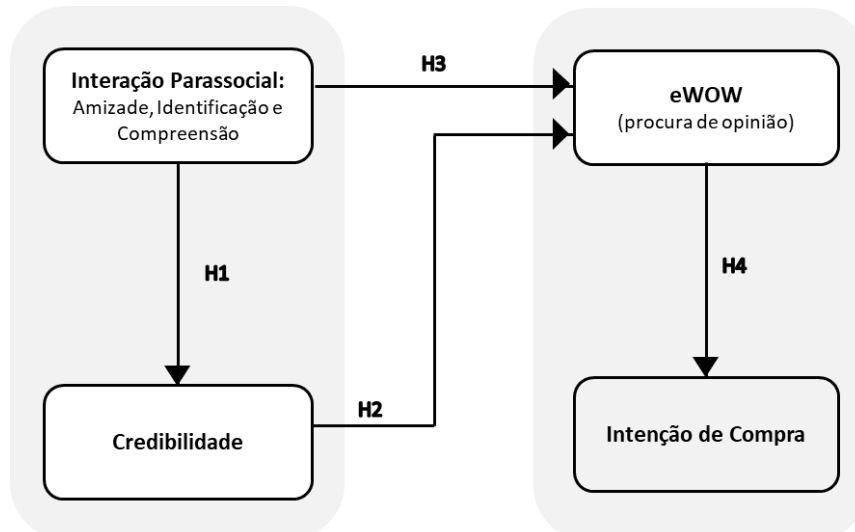 Interação Parassocial:
Amizade, Identificação e
Compreensão
H3
eWOW
(procura de opinião)
H1
H4
H2
Credibilidade
Intenção de Compra